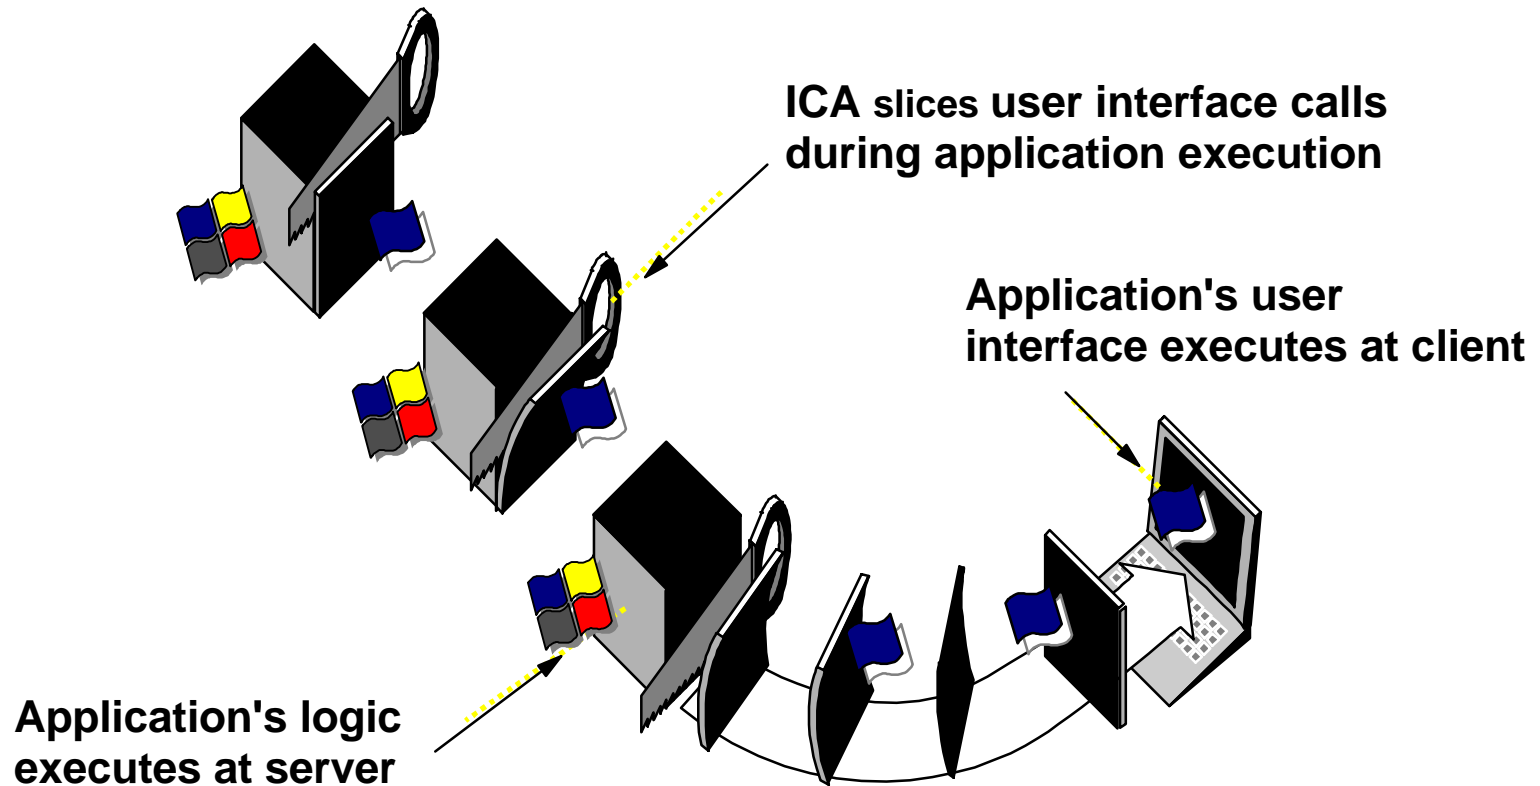 ICA slices user interface calls
during application execution
Application's user
interface executes at client
Application's logic
executes at server